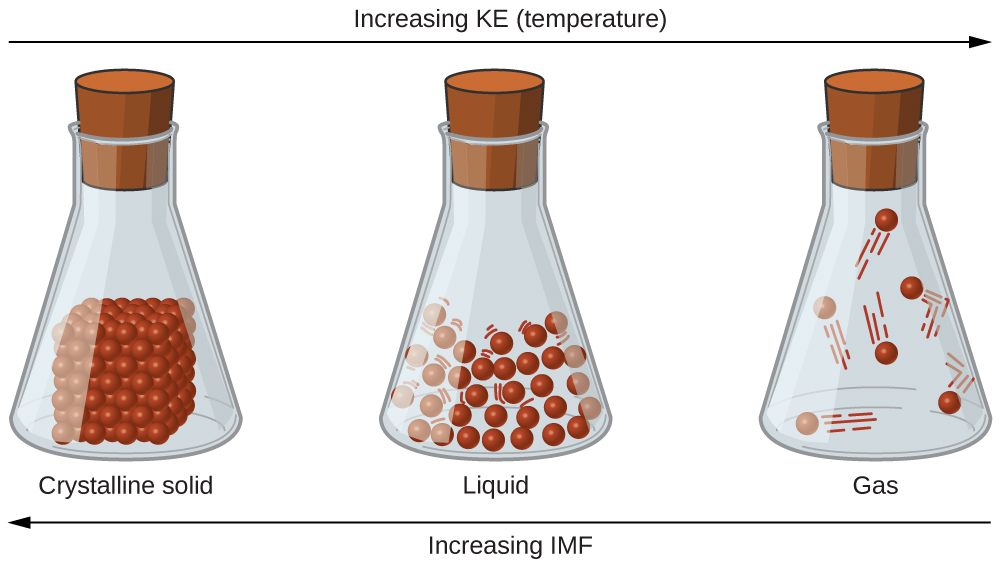 Increasing KE (temperature)
Crystalline solid
Liquid
Gas
Increasing IMF